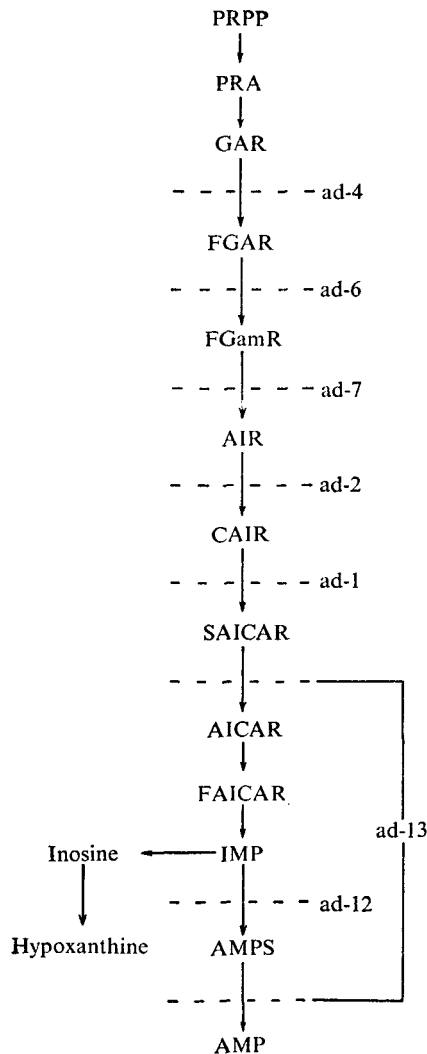 PRPP
PRA
GAR
ad-4
FGAR
ad-6
FGamR
ad-7
AIR
ad-2
CAIR
ad-1
SAICAR
AICAR
FAICAR
ad-13
Inosine
IMP
ad-12
Hypoxanthine
AMPS
AMP